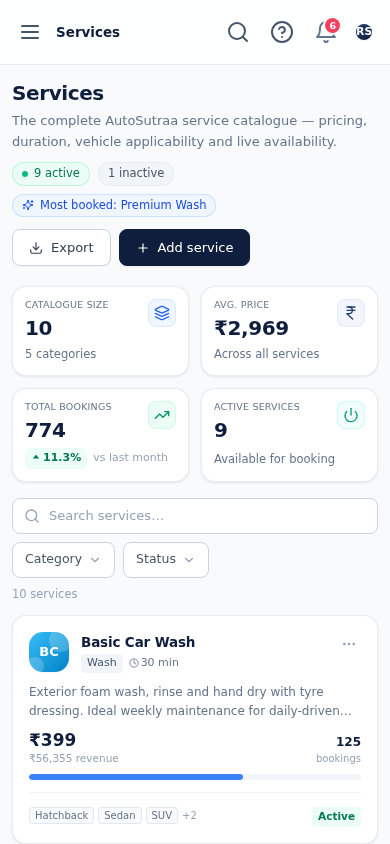 Services
6
RS
Services
The complete AutoSutraa service catalogue — pricing,
duration, vehicle applicability and live availability.
9 active
1 inactive
Most booked: Premium Wash
Export
Add service
CATALOGUE SIZE
10
5 categories
AVG. PRICE
₹2,969
Across all services
TOTAL BOOKINGS
774
11.3% vs last month
ACTIVE SERVICES
9
Available for booking
Search services…
Category
Status
10 services
BC
Basic Car Wash
Wash 30 min
Exterior foam wash, rinse and hand dry with tyre
dressing. Ideal weekly maintenance for daily-driven…
₹399
125
₹56,355 revenue
bookings
Hatchback Sedan SUV +2
Active